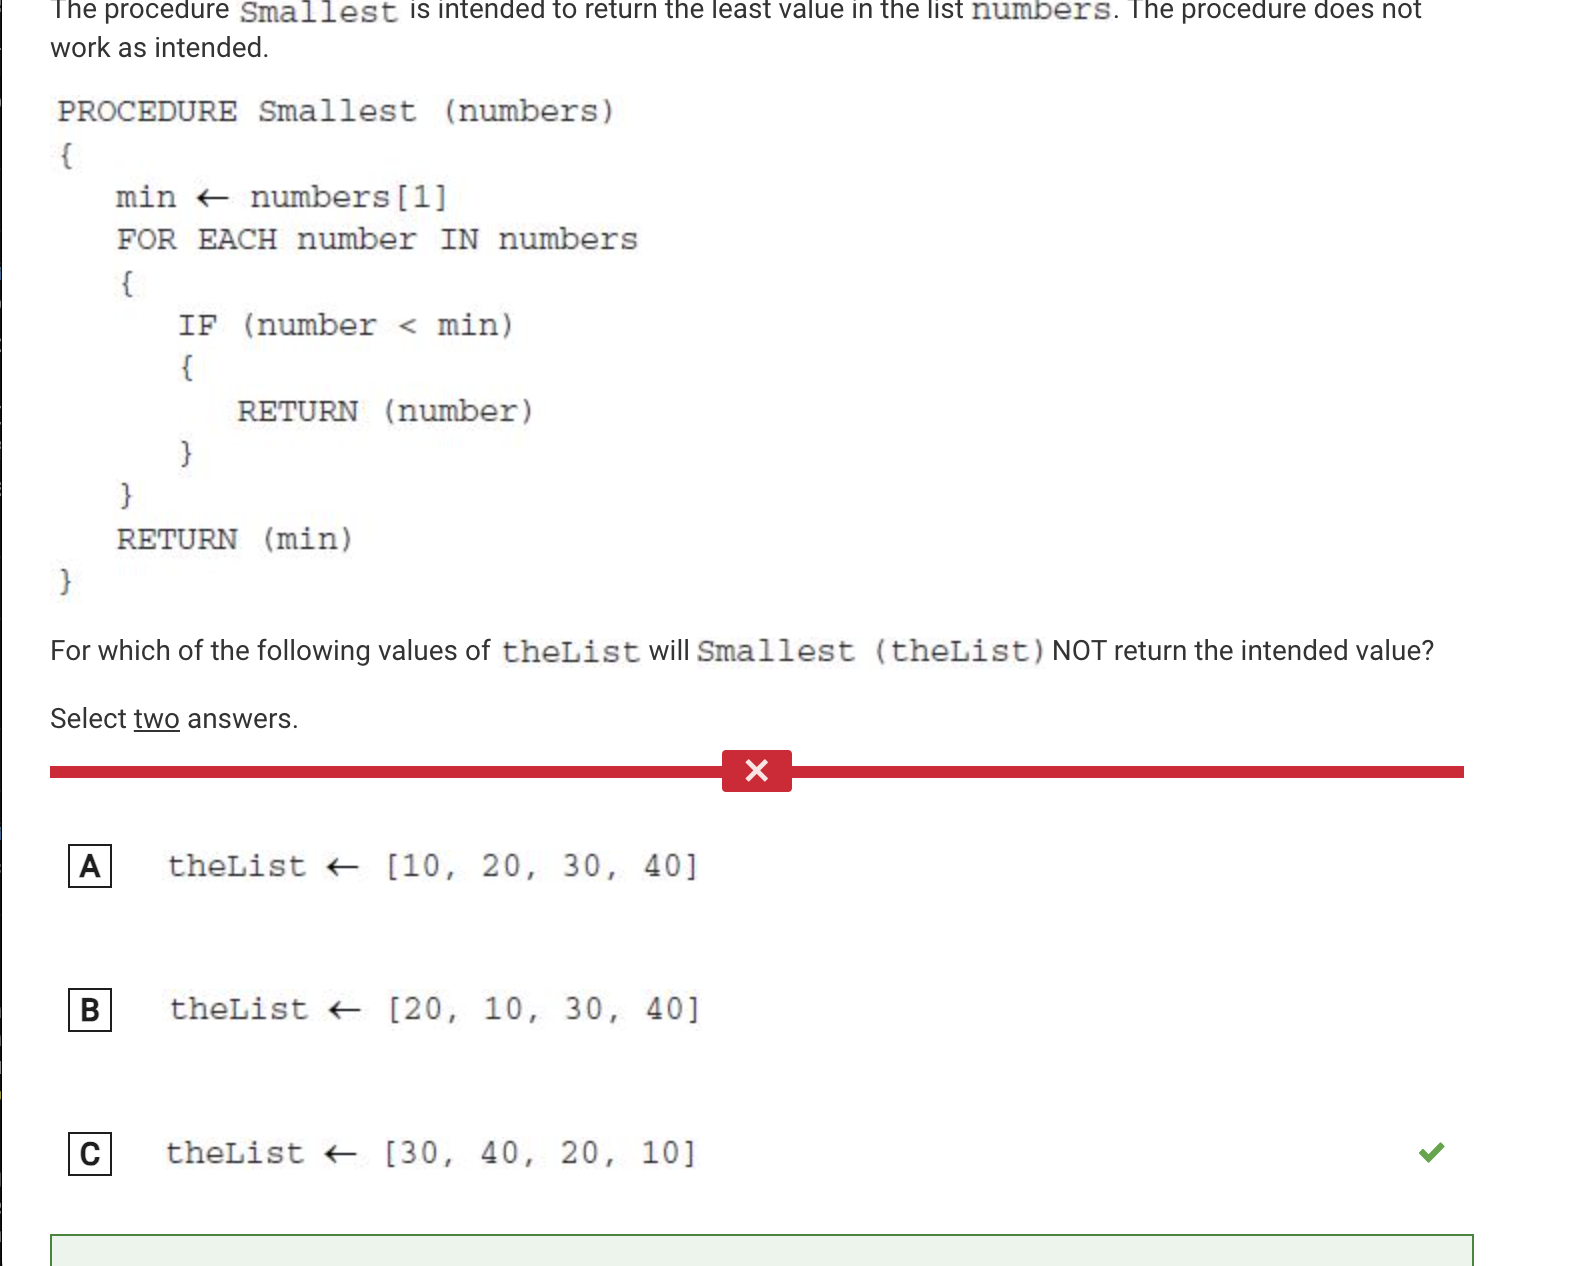 The procedure Smallest is intended to return the least value in the list numbers. The procedure does not
work as intended.
PROCEDURE Smallest (numbers)
{
min ← numbers[1]
FOR EACH number IN numbers
{
IF (number < min)
{
RETURN (number)
}
}
RETURN (min)
}
For which of the following values of theList will Smallest (theList) NOT return the intended value?
Select two answers.
A theList ← [10, 20, 30, 40]
B theList ← [20, 10, 30, 40]
C theList ← [30, 40, 20, 10]